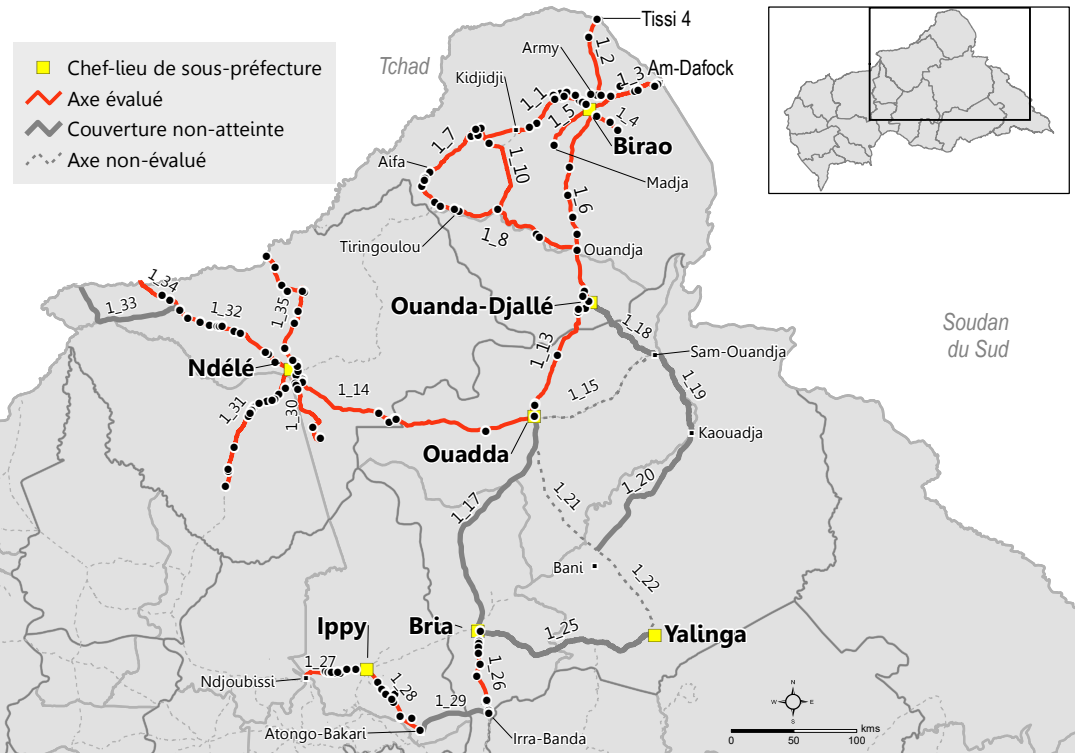 Chef-lieu de sous-préfecture
Axe évalué
Couverture non-atteinte
Axe non-évalué
Tissi 4
Army
1_2
Tchad
Kidjidji
1_1
1_3
Am-Dafock
1_5
1_4
Birao
1_7
Aifa
1_10
Madja
1_6
Tiringoulou
1_8
Ouandja
1_34
1_33
1_32
1_35
Ouanda-Djallé
1_18
Soudan
du Sud
1_13
Sam-Ouandja
Ndélé
1_14
1_15
1_19
1_31
1_30
Ouadda
Kaouadja
1_20
1_21
1_17
Bani
1_22
Ippy
Bria
1_25
Yalinga
1_27
Ndjoubissi
1_28
1_26
1_29
Atongo-Bakari
Irra-Banda
N
W
E
S
kms
0
50
100